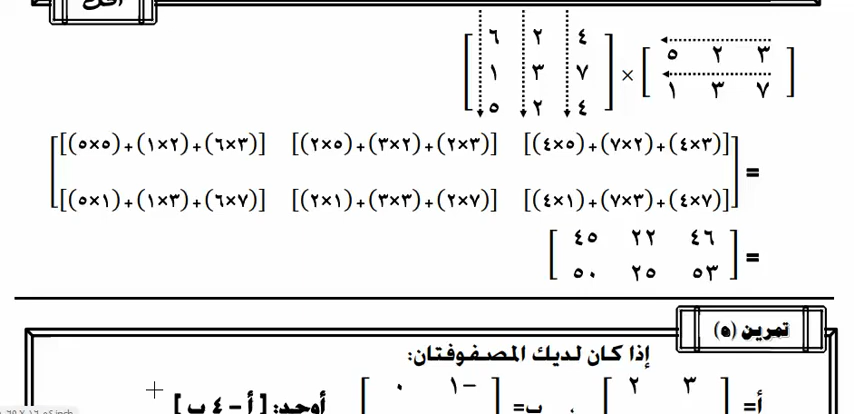 أمثلة
[ ٣ ٢ ٥ ] × [ ٤ ٢ ٦ ]
[ ٧ ٣ ١ ] [ ٧ ٣ ١ ]
[ ٤ ٢ ٥ ]
= [(٣×٤)+(٢×٧)+(٥×٤)] [(٣×٢)+(٢×٣)+(٥×٢)] [(٣×٦)+(٢×١)+(٥×٥)]
[(٧×٤)+(٣×٧)+(١×٤)] [(٧×٢)+(٣×٣)+(١×٢)] [(٧×٦)+(٣×١)+(١×٥)]
= [ ٤٦ ٢٢ ٤٥ ]
[ ٥٣ ٢٥ ٥٠ ]
تمرين (٥)
إذا كان لديك المصفوفتان:
أ= [ ٣ ٢ ] ، ب= [ −١ ٠ ] أوجد: [ أ − ٤ ب ]